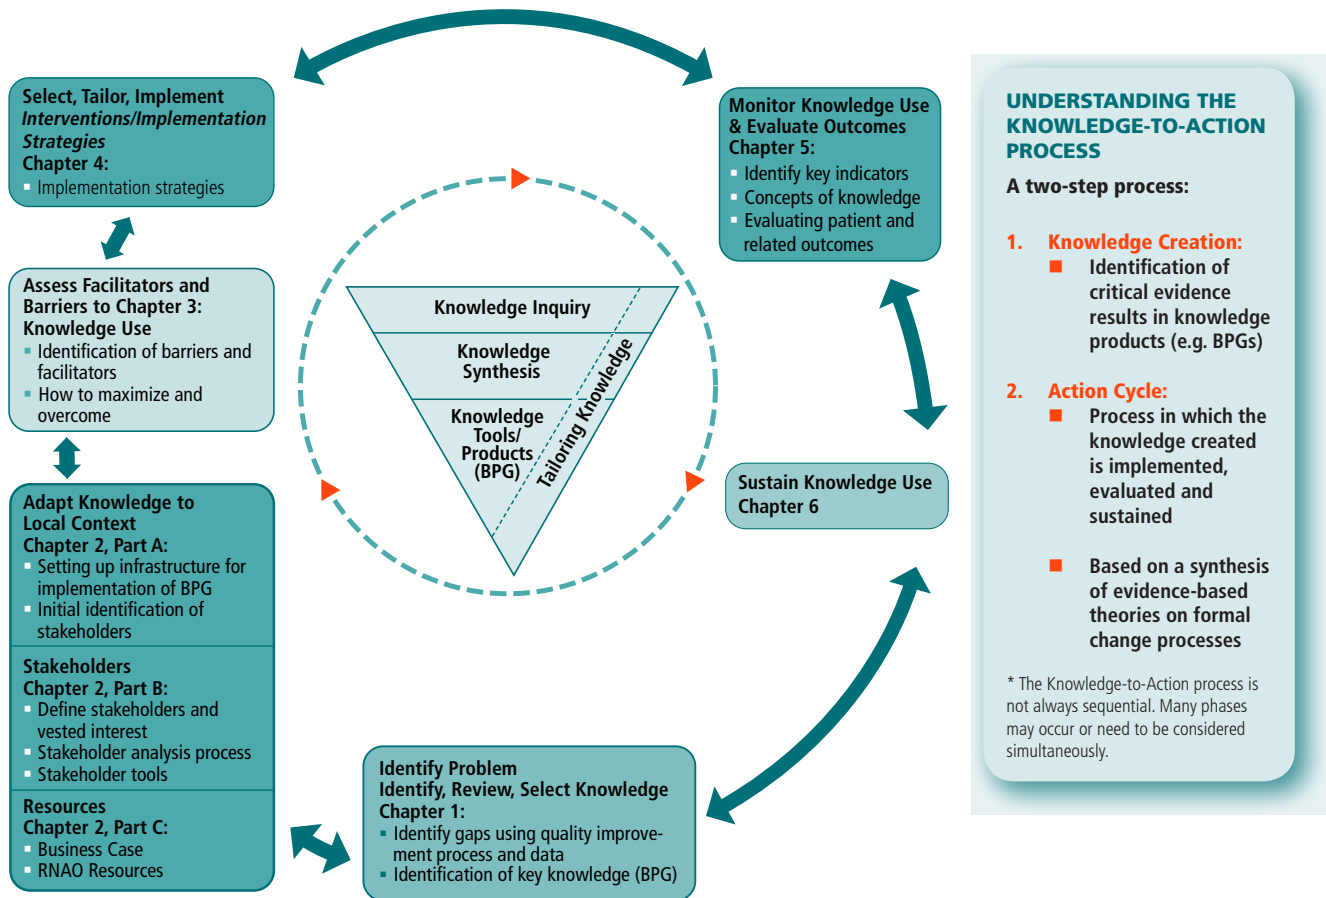 Select, Tailor, Implement
Interventions/Implementation
Strategies
Chapter 4:
▪ Implementation strategies
Assess Facilitators and
Barriers to Chapter 3:
Knowledge Use
▪ Identification of barriers and
facilitators
▪ How to maximize and
overcome
Adapt Knowledge to
Local Context
Chapter 2, Part A:
▪ Setting up infrastructure for
implementation of BPG
▪ Initial identification of
stakeholders
Stakeholders
Chapter 2, Part B:
▪ Define stakeholders and
vested interest
▪ Stakeholder analysis process
▪ Stakeholder tools
Resources
Chapter 2, Part C:
▪ Business Case
▪ RNAO Resources
Identify Problem
Identify, Review, Select Knowledge
Chapter 1:
▪ Identify gaps using quality improve-
ment process and data
▪ Identification of key knowledge (BPG)
Knowledge Inquiry
Knowledge
Synthesis
Knowledge
Tools/
Products
(BPG)
Tailoring Knowledge
Monitor Knowledge Use
& Evaluate Outcomes
Chapter 5:
▪ Identify key indicators
▪ Concepts of knowledge
▪ Evaluating patient and
related outcomes
Sustain Knowledge Use
Chapter 6
UNDERSTANDING THE
KNOWLEDGE-TO-ACTION
PROCESS
A two-step process:
1. Knowledge Creation:
■ Identification of
critical evidence
results in knowledge
products (e.g. BPGs)
2. Action Cycle:
■ Process in which the
knowledge created
is implemented,
evaluated and
sustained
■ Based on a synthesis
of evidence-based
theories on formal
change processes
* The Knowledge-to-Action process is
not always sequential. Many phases
may occur or need to be considered
simultaneously.